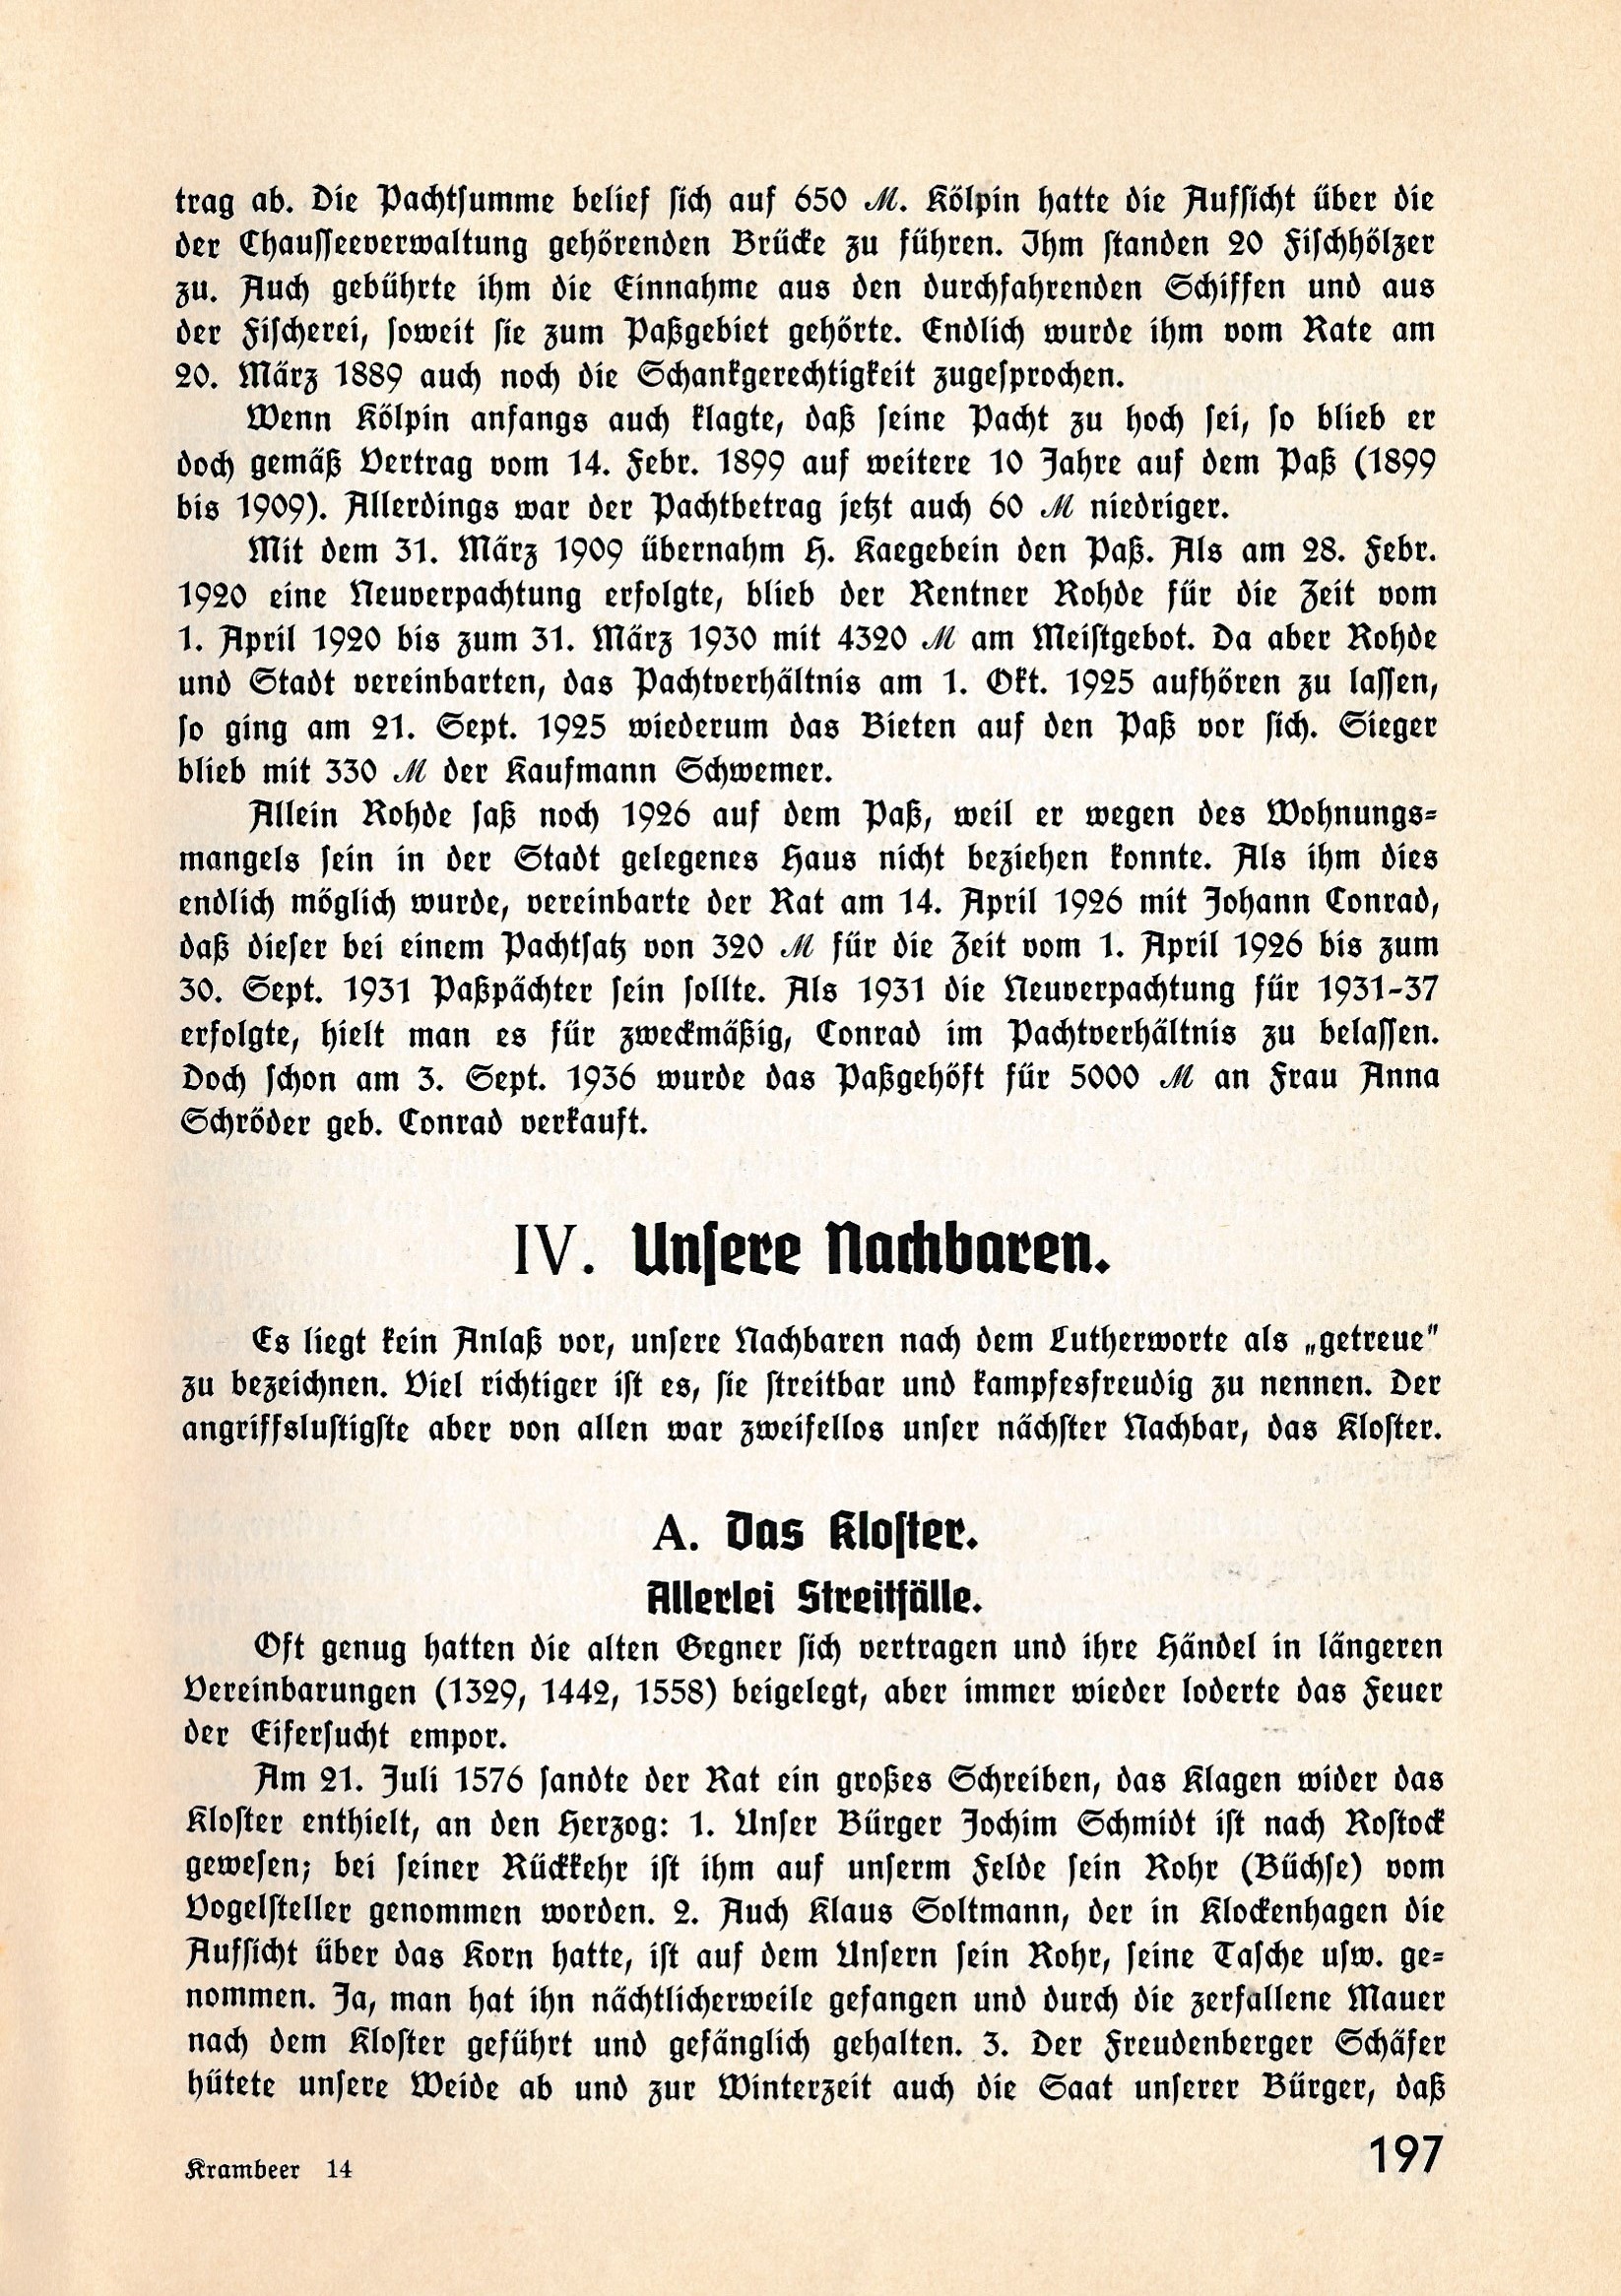 trag ab. Die Pachtsumme belief sich auf 650 ℳ. Kölpin hatte die Aufsicht über die
der Chausseeverwaltung gehörenden Brücke zu führen. Ihm standen 20 Fischhölzer
zu. Auch gebührte ihm die Einnahme aus den durchfahrenden Schiffen und aus
der Fischerei, soweit sie zum Paßgebiet gehörte. Endlich wurde ihm vom Rate am
20. März 1889 auch noch die Schankgerechtigkeit zugesprochen.
Wenn Kölpin anfangs auch klagte, daß seine Pacht zu hoch sei, so blieb er
doch gemäß Vertrag vom 14. Febr. 1899 auf weitere 10 Jahre auf dem Paß (1899
bis 1909). Allerdings war der Pachtbetrag jetzt auch 60 ℳ niedriger.
Mit dem 31. März 1909 übernahm H. Kaegebein den Paß. Als am 28. Febr.
1920 eine Neuverpachtung erfolgte, blieb der Rentner Rohde für die Zeit vom
1. April 1920 bis zum 31. März 1930 mit 4320 ℳ am Meistgebot. Da aber Rohde
und Stadt vereinbarten, das Pachtverhältnis am 1. Okt. 1925 aufhören zu lassen,
so ging am 21. Sept. 1925 wiederum das Bieten auf den Paß vor sich. Sieger
blieb mit 330 ℳ der Kaufmann Schwemer.
Allein Rohde saß noch 1926 auf dem Paß, weil er wegen des Wohnungs-
mangels sein in der Stadt gelegenes Haus nicht beziehen konnte. Als ihm dies
endlich möglich wurde, vereinbarte der Rat am 14. April 1926 mit Johann Conrad,
daß dieser bei einem Pachtsatz von 320 ℳ für die Zeit vom 1. April 1926 bis zum
30. Sept. 1931 Paßpächter sein sollte. Als 1931 die Neuverpachtung für 1931-37
erfolgte, hielt man es für zweckmäßig, Conrad im Pachtverhältnis zu belassen.
Doch schon am 3. Sept. 1936 wurde das Paßgehöft für 5000 ℳ an Frau Anna
Schröder geb. Conrad verkauft.
IV. Unsere Nachbaren.
Es liegt kein Anlaß vor, unsere Nachbaren nach dem Lutherworte als „getreue"
zu bezeichnen. Viel richtiger ist es, sie streitbar und kampfesfreudig zu nennen. Der
angriffslustigste aber von allen war zweifellos unser nächster Nachbar, das Kloster.
A. Das Kloster.
Allerlei Streitfälle.
Oft genug hatten die alten Gegner sich vertragen und ihre Händel in längeren
Vereinbarungen (1329, 1442, 1558) beigelegt, aber immer wieder loderte das Feuer
der Eifersucht empor.
Am 21. Juli 1576 sandte der Rat ein großes Schreiben, das Klagen wider das
Kloster enthielt, an den Herzog: 1. Unser Bürger Jochim Schmidt ist nach Rostock
gewesen; bei seiner Rückkehr ist ihm auf unserm Felde sein Rohr (Büchse) vom
Vogelsteller genommen worden. 2. Auch Klaus Soltmann, der in Klockenhagen die
Aufsicht über das Korn hatte, ist auf dem Unsern sein Rohr, seine Tasche usw. ge-
nommen. Ja, man hat ihn nächtlicherweile gefangen und durch die zerfallene Mauer
nach dem Kloster geführt und gefänglich gehalten. 3. Der Freudenberger Schäfer
hütete unsere Weide ab und zur Winterzeit auch die Saat unserer Bürger, daß
Krambeer 14
197